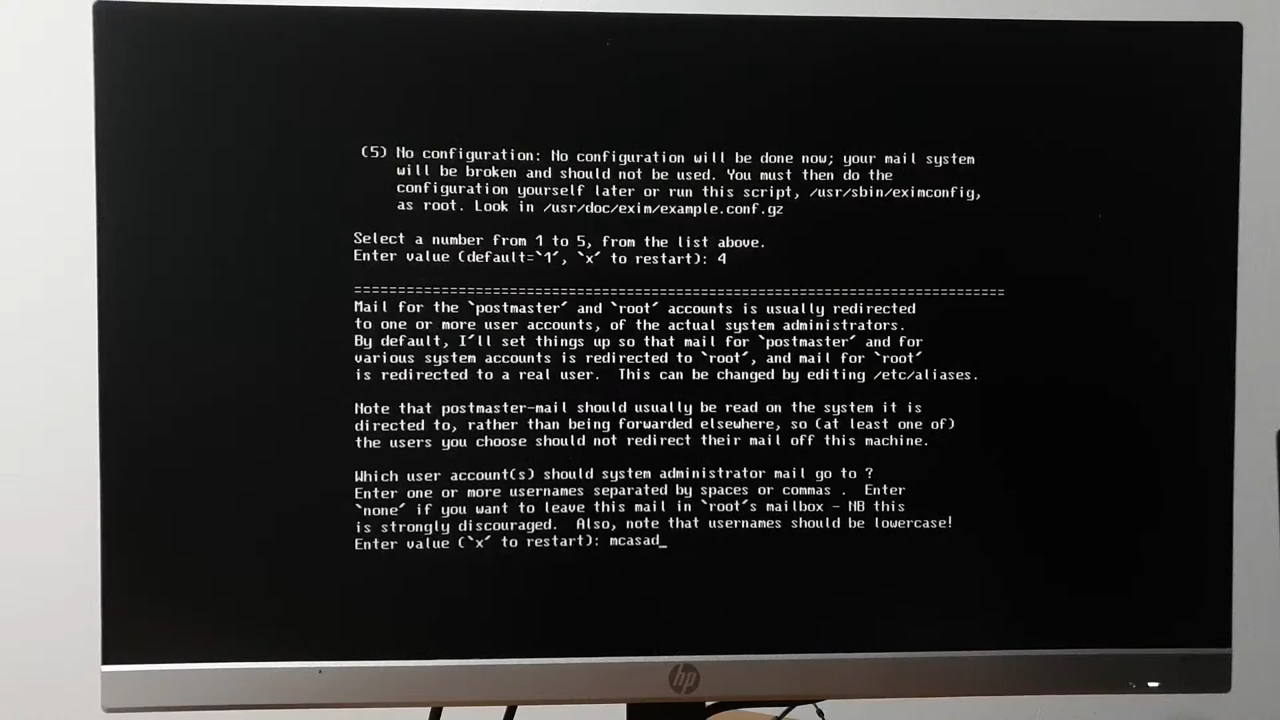 (5) No configuration: No configuration will be done now; your mail system
will be broken and should not be used. You must then do the
configuration yourself later or run this script, /usr/sbin/eximconfig,
as root. Look in /usr/doc/exim/example.conf.gz
Select a number from 1 to 5, from the list above.
Enter value (default=`1´, `x´ to restart): 4
==============================================================================
Mail for the `postmaster´ and `root´ accounts is usually redirected
to one or more user accounts, of the actual system administrators.
By default, I´ll set things up so that mail for `postmaster´ and for
various system accounts is redirected to `root´, and mail for `root´
is redirected to a real user.  This can be changed by editing /etc/aliases.
Note that postmaster-mail should usually be read on the system it is
directed to, rather than being forwarded elsewhere, so (at least one of)
the users you choose should not redirect their mail off this machine.
Which user account(s) should system administrator mail go to ?
Enter one or more usernames separated by spaces or commas .  Enter
`none´ if you want to leave this mail in `root´s mailbox - NB this
is strongly discouraged.  Also, note that usernames should be lowercase!
Enter value (`x´ to restart): mcasad_
hp